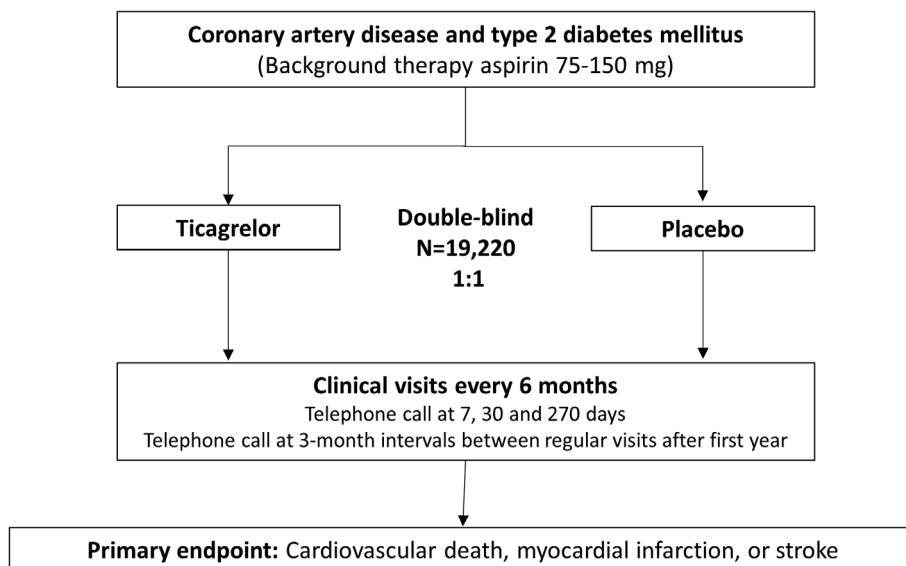 Coronary artery disease and type 2 diabetes mellitus
(Background therapy aspirin 75-150 mg)
Ticagrelor
Double-blind
N=19,220
1:1
Placebo
Clinical visits every 6 months
Telephone call at 7, 30 and 270 days
Telephone call at 3-month intervals between regular visits after first year
Primary endpoint: Cardiovascular death, myocardial infarction, or stroke